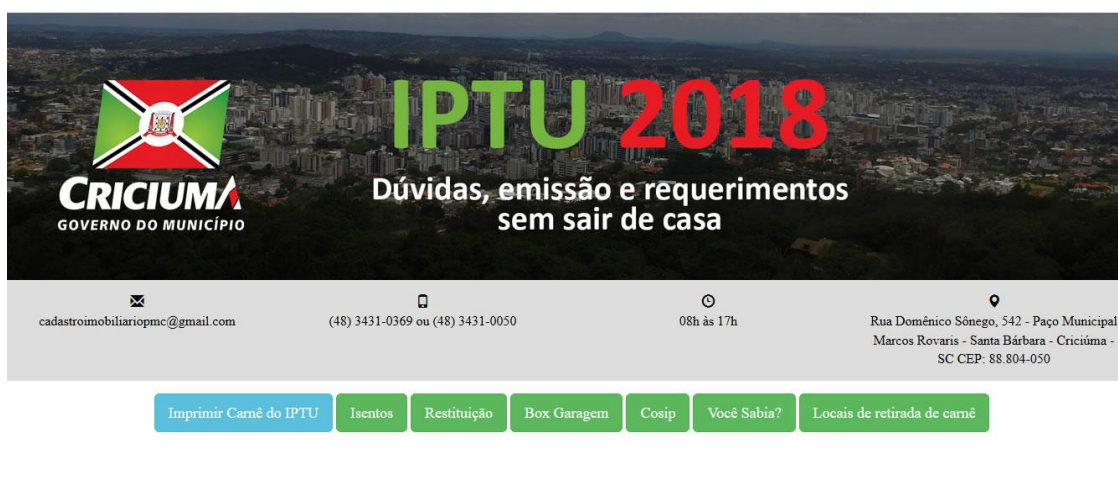 IPTU 2018
CRICIUMA
GOVERNO DO MUNICÍPIO
Dúvidas, emissão e requerimentos
sem sair de casa
cadastroimobiliariopmc@gmail.com
(48) 3431-0369 ou (48) 3431-0050
08h às 17h
Rua Domênico Sônego, 542 - Paço Municipal
Marcos Rovaris - Santa Bárbara - Criciúma -
SC CEP: 88.804-050
Imprimir Carnê do IPTU
Isentos
Restituição
Box Garagem
Cosip
Você Sabia?
Locais de retirada de carnê